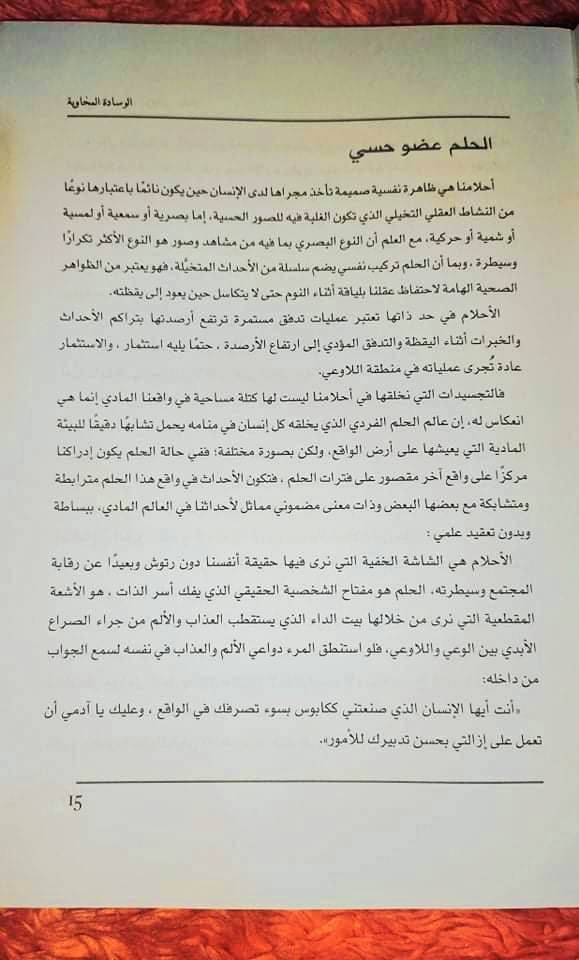 الوسادة المخاوية
الحلم عضو حسي
أحلامنا هي ظاهرة نفسية صميمة تأخذ مجراها لدى الإنسان حين يكون نائمًا باعتبارها نوعًا
من النشاط العقلي التخيلي الذي تكون الغلبة فيه للصور الحسية، إما بصرية أو سمعية أو لمسية
أو شمية أو حركية، مع العلم أن النوع البصري بما فيه من مشاهد وصور هو النوع الأكثر تكرارًا
وسيطرة ، وبما أن الحلم تركيب نفسي يضم سلسلة من الأحداث المتخيَّلة، فهو يعتبر من الظواهر
الصحية الهامة لاحتفاظ عقلنا بلياقة أثناء النوم حتى لا يتكاسل حين يعود إلى يقظته.
الأحلام في حد ذاتها تعتبر عمليات تدفق مستمرة ترتفع أرصدتها بتراكم الأحداث
والخبرات أثناء اليقظة والتدفق المؤدي إلى ارتفاع الأرصدة ، حتمًا يليه استثمار ، والاستثمار
عادة تُجرى عملياته في منطقة اللاوعي.
فالتجسيدات التي نخلقها في أحلامنا ليست لها كتلة مساحية في واقعنا المادي إنما هي
انعكاس له، إن عالم الحلم الفردي الذي يخلقه كل إنسان في منامه يحمل تشابهًا دقيقًا للبيئة
المادية التي يعيشها على أرض الواقع، ولكن بصورة مختلفة؛ ففي حالة الحلم يكون إدراكنا
مركزًا على واقع آخر مقصور على فترات الحلم ، فتكون الأحداث في واقع هذا الحلم مترابطة
ومتشابكة مع بعضها البعض وذات معنى مضموني مماثل لأحداثنا في العالم المادي، ببساطة
وبدون تعقيد علمي :
الأحلام هي الشاشة الخفية التي نرى فيها حقيقة أنفسنا دون رتوش وبعيدًا عن رقابة
المجتمع وسيطرته، الحلم هو مفتاح الشخصية الحقيقي الذي يفك أسر الذات ، هو الأشعة
المقطعية التي نرى من خلالها بيت الداء الذي يستقطب العذاب والألم من جراء الصراع
الأبدي بين الوعي واللاوعي، فلو استنطق المرء دواعي الألم والعذاب في نفسه لسمع الجواب
من داخله:
«أنت أيها الإنسان الذي صنعتني ككابوس بسوء تصرفك في الواقع ، وعليك يا آدمي أن
تعمل على إزالتي بحسن تدبيرك للأمور».
15